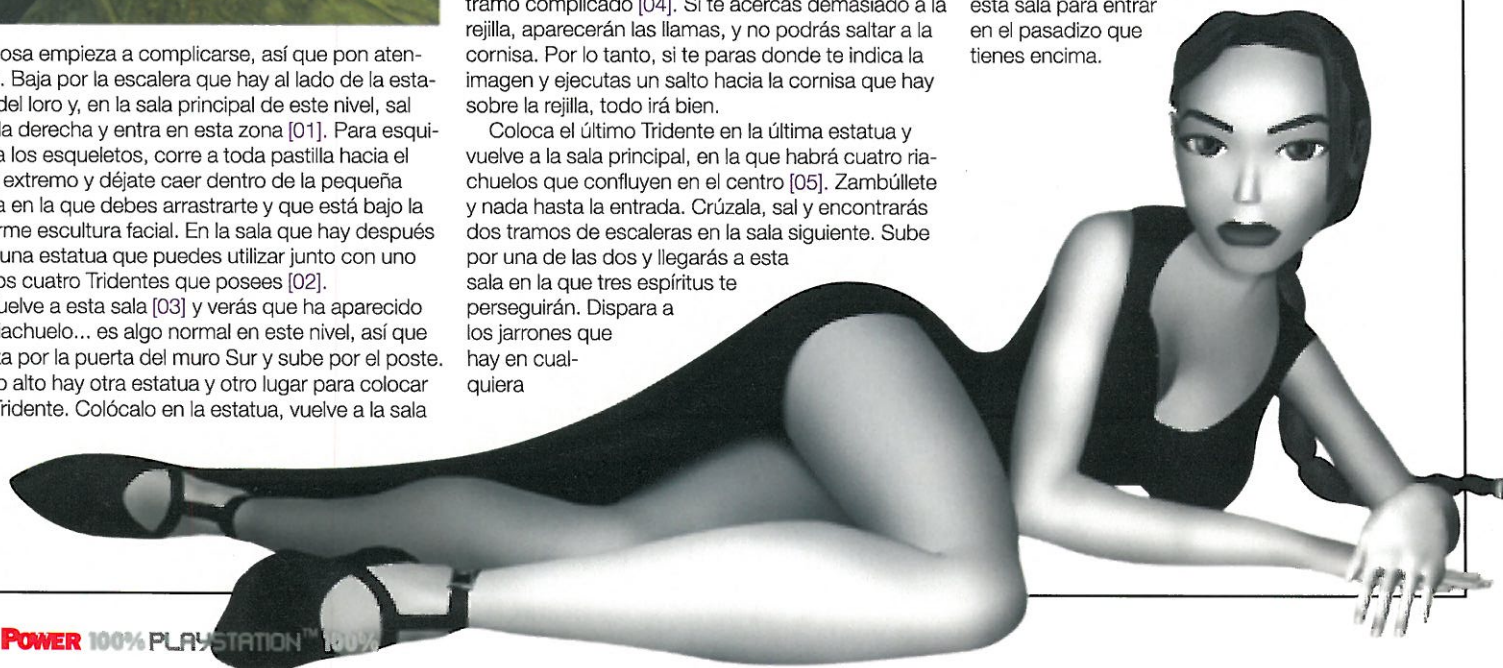 osa empieza a complicarse, así que pon aten-
. Baja por la escalera que hay al lado de la esta-
del loro y, en la sala principal de este nivel, sal
la derecha y entra en esta zona [01]. Para esqui-
a los esqueletos, corre a toda pastilla hacia el
extremo y déjate caer dentro de la pequeña
a en la que debes arrastrarte y que está bajo la
rme escultura facial. En la sala que hay después
una estatua que puedes utilizar junto con uno
os cuatro Tridentes que posees [02].
uelve a esta sala [03] y verás que ha aparecido
iachuelo... es algo normal en este nivel, así que
a por la puerta del muro Sur y sube por el poste.
o alto hay otra estatua y otro lugar para colocar
Tridente. Colócalo en la estatua, vuelve a la sala
tramo complicado [04]. Si te acercas demasiado a la
rejilla, aparecerán las llamas, y no podrás saltar a la
cornisa. Por lo tanto, si te paras donde te indica la
imagen y ejecutas un salto hacia la cornisa que hay
sobre la rejilla, todo irá bien.
Coloca el último Tridente en la última estatua y
vuelve a la sala principal, en la que habrá cuatro ria-
chuelos que confluyen en el centro [05]. Zambúllete
y nada hasta la entrada. Crúzala, sal y encontrarás
dos tramos de escaleras en la sala siguiente. Sube
por una de las dos y llegarás a esta
sala en la que tres espíritus te
perseguirán. Dispara a
los jarrones que
hay en cual-
quiera
esta sala para entrar
en el pasadizo que
tienes encima.
POWER 100% PLAYSTATION™ 100%